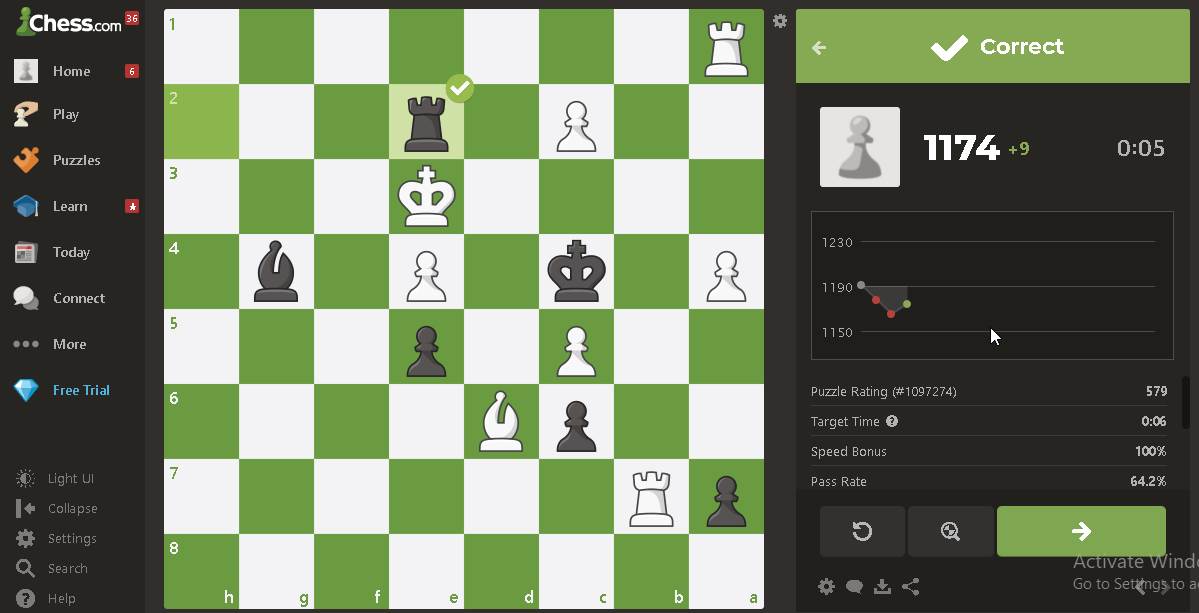 Chess.com 36
Home 6
Play
Puzzles
Learn
Today
Connect
More
Free Trial
Light UI
Collapse
Settings
Search
Help
1
2
3
4
5
6
7
8
h g f e d c b a
Correct
1174 +9 0:05
1230
1190
1150
Puzzle Rating (#1097274) 579
Target Time ? 0:06
Speed Bonus 100%
Pass Rate 64.2%
Activate Windo
Go to Settings to a